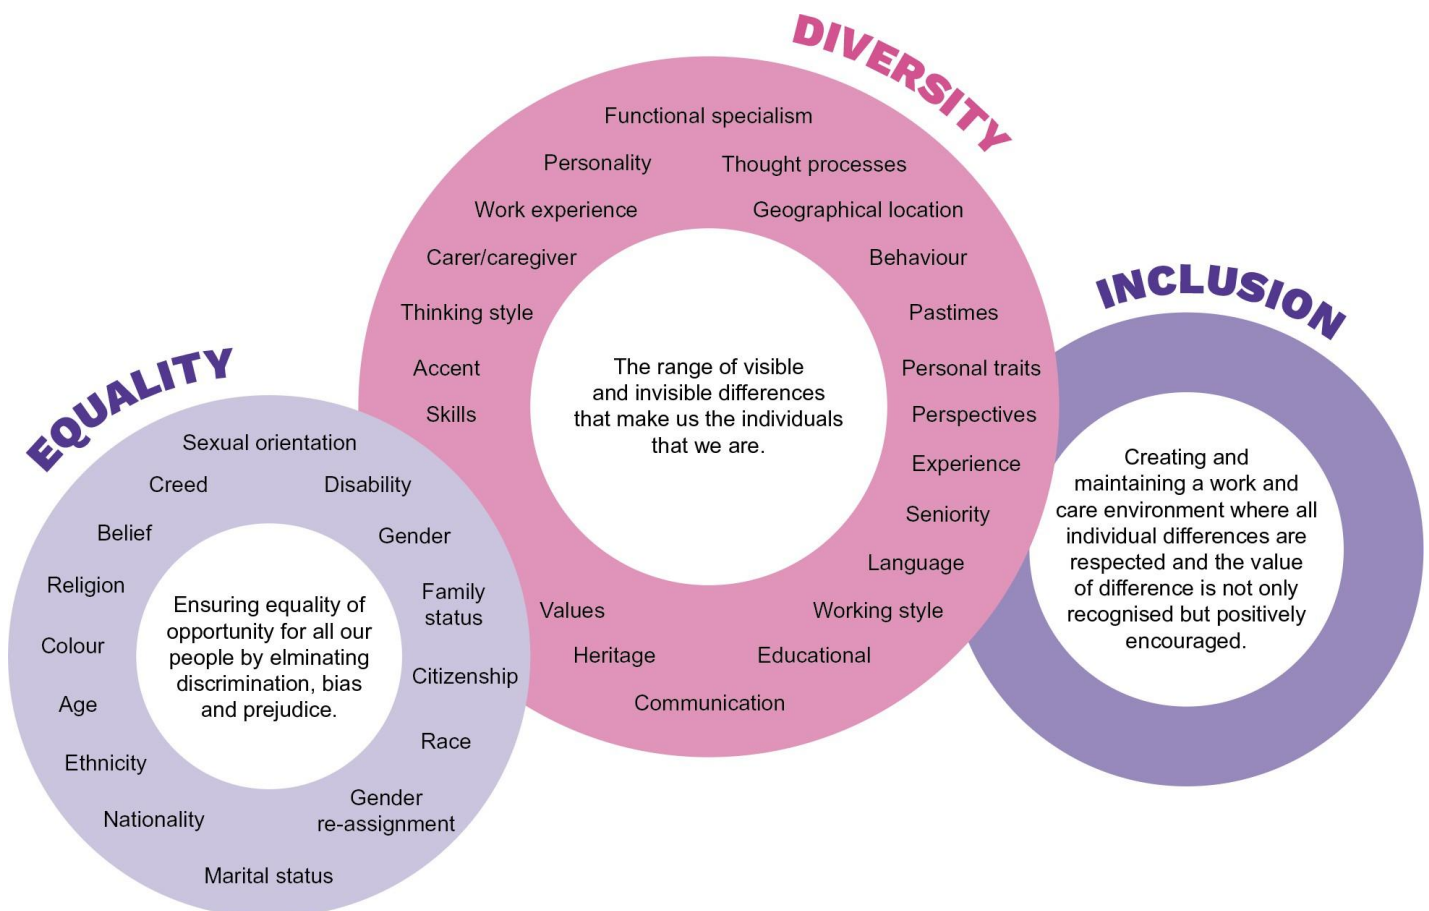 EQUALITY
Sexual orientation
Creed
Disability
Belief
Gender
Religion
Family
status
Colour
Citizenship
Age
Race
Ethnicity
Gender
re-assignment
Nationality
Marital status
Ensuring equality of
opportunity for all our
people by elminating
discrimination, bias
and prejudice.
DIVERSITY
Functional specialism
Personality
Thought processes
Work experience
Geographical location
Carer/caregiver
Behaviour
Thinking style
Pastimes
Accent
Personal traits
Skills
Perspectives
Experience
Seniority
Language
Values
Working style
Heritage
Educational
Communication
The range of visible
and invisible differences
that make us the individuals
that we are.
INCLUSION
Creating and
maintaining a work and
care environment where all
individual differences are
respected and the value
of difference is not only
recognised but positively
encouraged.